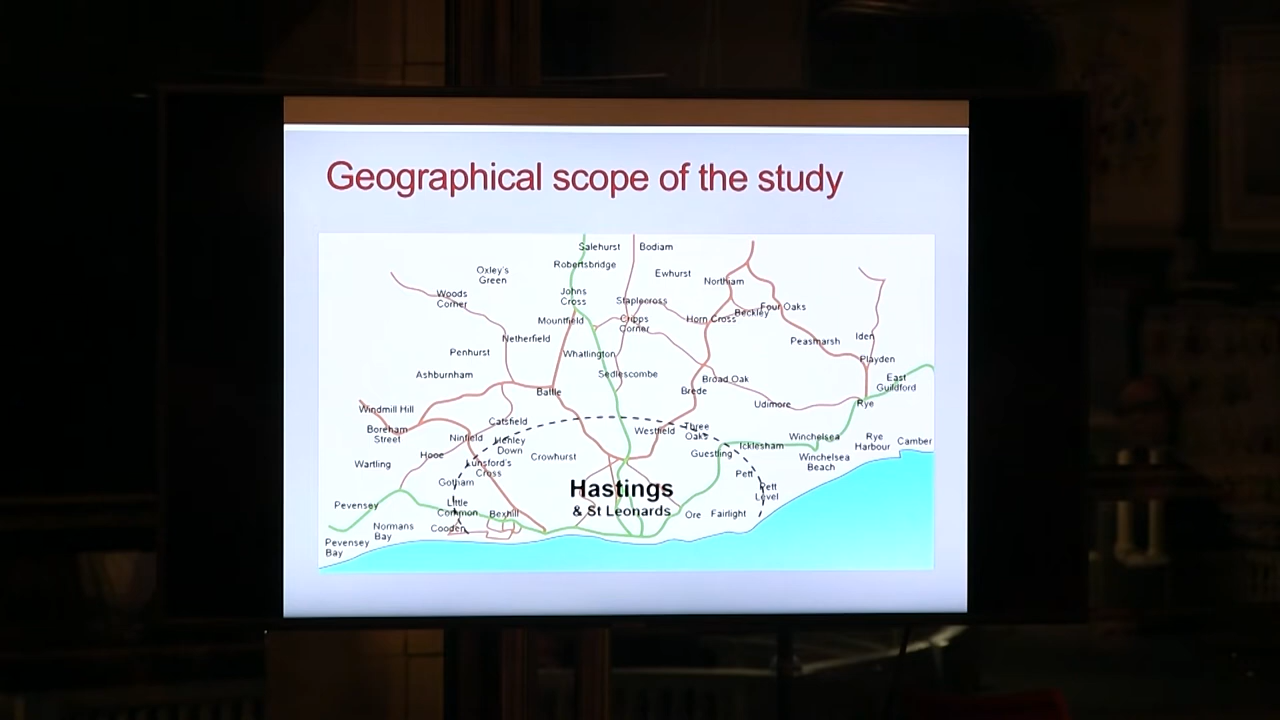 Geographical scope of the study
Salehurst
Bodiam
Robertsbridge
Oxley's
Green
Ewhurst
Northiam
Woods
Corner
Johns
Cross
Staplecross
Four Oaks
Beckley
Mountfield
Cripps
Corner
Horn Cross
Netherfield
Peasmarsh
Iden
Penhurst
Whatlington
Playden
Ashburnham
Sedlescombe
Broad Oak
East
Guildford
Battle
Brede
Udimore
Rye
Windmill Hill
Catsfield
Boreham
Street
Ninfield
Henley
Down
Westfield
Three
Oaks
Icklesham
Winchelsea
Rye
Harbour
Camber
Hooe
Crowhurst
Guestling
Winchelsea
Beach
Wartling
Lunsford's
Cross
Pett
Gotham
Hastings
& St Leonards
Pett
Level
Pevensey
Little
Common
Bexhill
Ore
Fairlight
Normans
Bay
Cooden
Pevensey
Bay